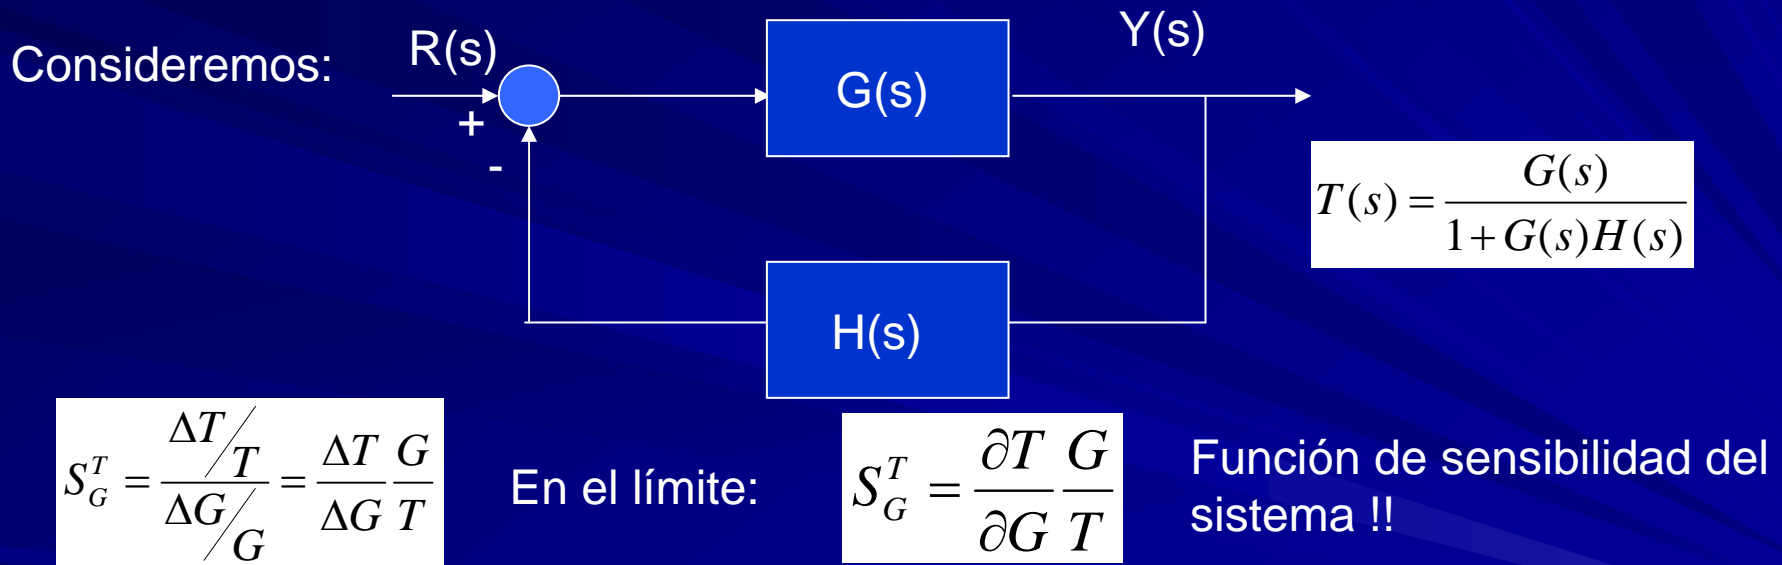 Consideremos:
R(s)
+
-
G(s)
Y(s)
T(s) = G(s) / (1 + G(s)H(s))
H(s)
S_G^T = (ΔT/T) / (ΔG/G) = (ΔT/ΔG) (G/T)
En el límite:
S_G^T = (∂T/∂G) (G/T)
Función de sensibilidad del
sistema !!